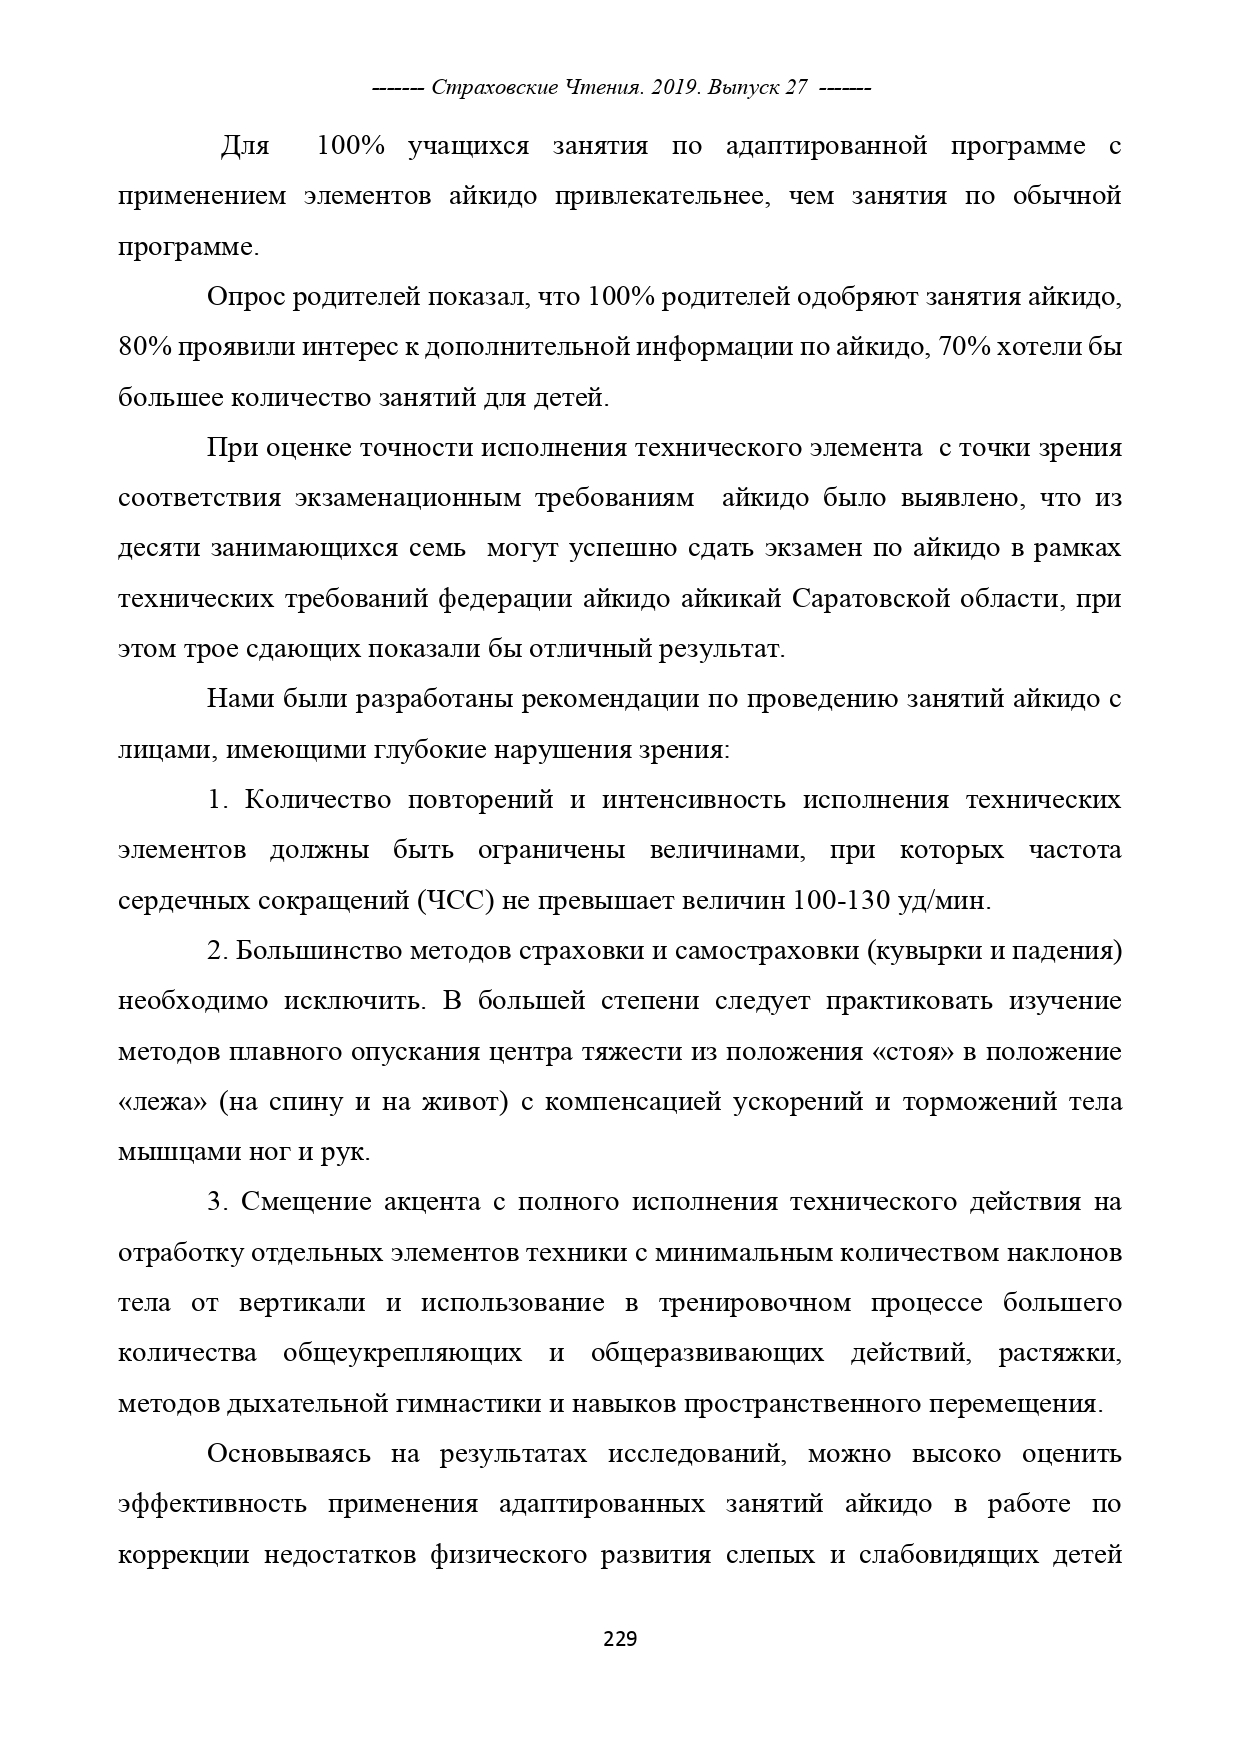 ------- Страховские Чтения. 2019. Выпуск 27 -------
Для 100% учащихся занятия по адаптированной программе с
применением элементов айкидо привлекательнее, чем занятия по обычной
программе.
Опрос родителей показал, что 100% родителей одобряют занятия айкидо,
80% проявили интерес к дополнительной информации по айкидо, 70% хотели бы
большее количество занятий для детей.
При оценке точности исполнения технического элемента с точки зрения
соответствия экзаменационным требованиям айкидо было выявлено, что из
десяти занимающихся семь могут успешно сдать экзамен по айкидо в рамках
технических требований федерации айкидо айкикай Саратовской области, при
этом трое сдающих показали бы отличный результат.
Нами были разработаны рекомендации по проведению занятий айкидо с
лицами, имеющими глубокие нарушения зрения:
1. Количество повторений и интенсивность исполнения технических
элементов должны быть ограничены величинами, при которых частота
сердечных сокращений (ЧСС) не превышает величин 100-130 уд/мин.
2. Большинство методов страховки и самостраховки (кувырки и падения)
необходимо исключить. В большей степени следует практиковать изучение
методов плавного опускания центра тяжести из положения «стоя» в положение
«лежа» (на спину и на живот) с компенсацией ускорений и торможений тела
мышцами ног и рук.
3. Смещение акцента с полного исполнения технического действия на
отработку отдельных элементов техники с минимальным количеством наклонов
тела от вертикали и использование в тренировочном процессе большего
количества общеукрепляющих и общеразвивающих действий, растяжки,
методов дыхательной гимнастики и навыков пространственного перемещения.
Основываясь на результатах исследований, можно высоко оценить
эффективность применения адаптированных занятий айкидо в работе по
коррекции недостатков физического развития слепых и слабовидящих детей
229